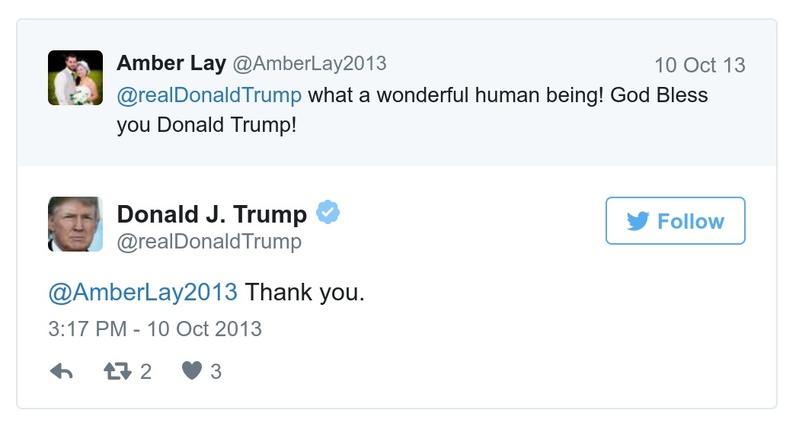 Amber Lay @AmberLay2013 10 Oct 13
@realDonaldTrump what a wonderful human being! God Bless
you Donald Trump!
Donald J. Trump
@realDonaldTrump
Follow
@AmberLay2013 Thank you.
3:17 PM - 10 Oct 2013
2 3